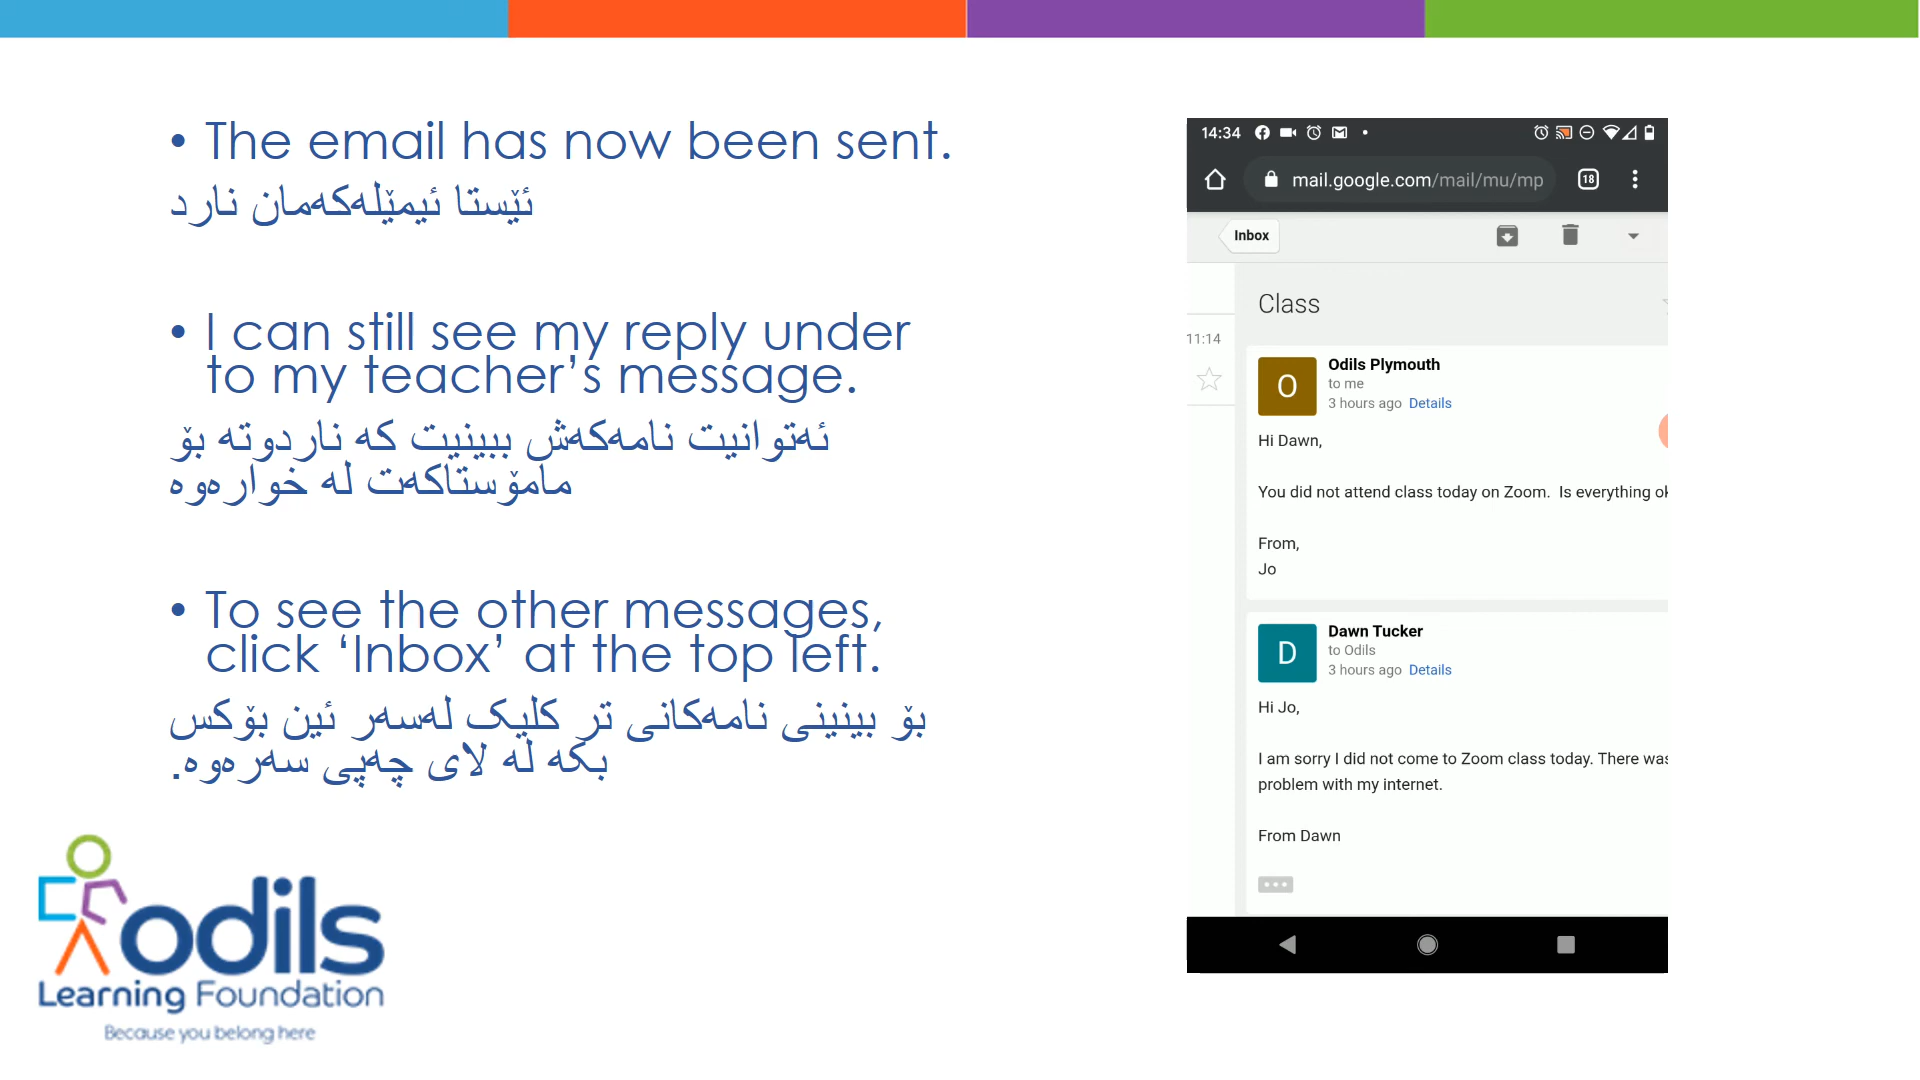 • The email has now been sent.
ئێستا ئیمێلەکەمان نارد
• I can still see my reply under
to my teacher’s message.
ئەتوانیت نامەکەش ببینیت کە ناردوتە بۆ
مامۆستاکەت لە خوارەوە
• To see the other messages,
click ‘Inbox’ at the top left.
بۆ بینینی نامەکانی تر کلیک لەسەر ئین بۆکس
بکە لە لای چەپی سەرەوە.
odils
Learning Foundation
Because you belong here
14:34
mail.google.com/mail/mu/mp
18
Inbox
Class
11:14
O
Odils Plymouth
to me
3 hours ago Details
Hi Dawn,
You did not attend class today on Zoom. Is everything ok
From,
Jo
D
Dawn Tucker
to Odils
3 hours ago Details
Hi Jo,
I am sorry I did not come to Zoom class today. There was
problem with my internet.
From Dawn